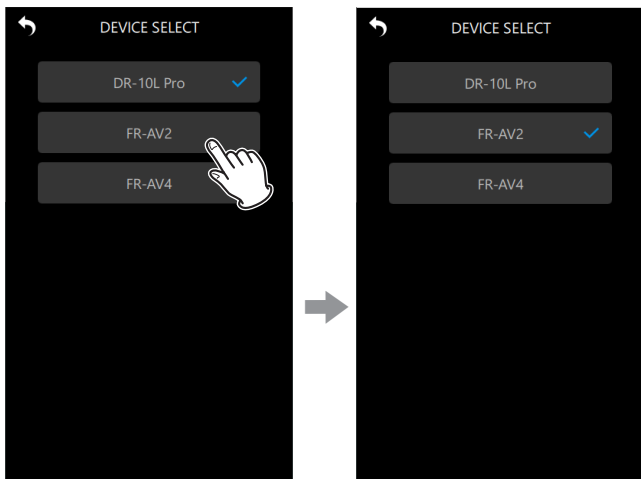 DEVICE SELECT
DR-10L Pro
FR-AV2
FR-AV4
DEVICE SELECT
DR-10L Pro
FR-AV2
FR-AV4